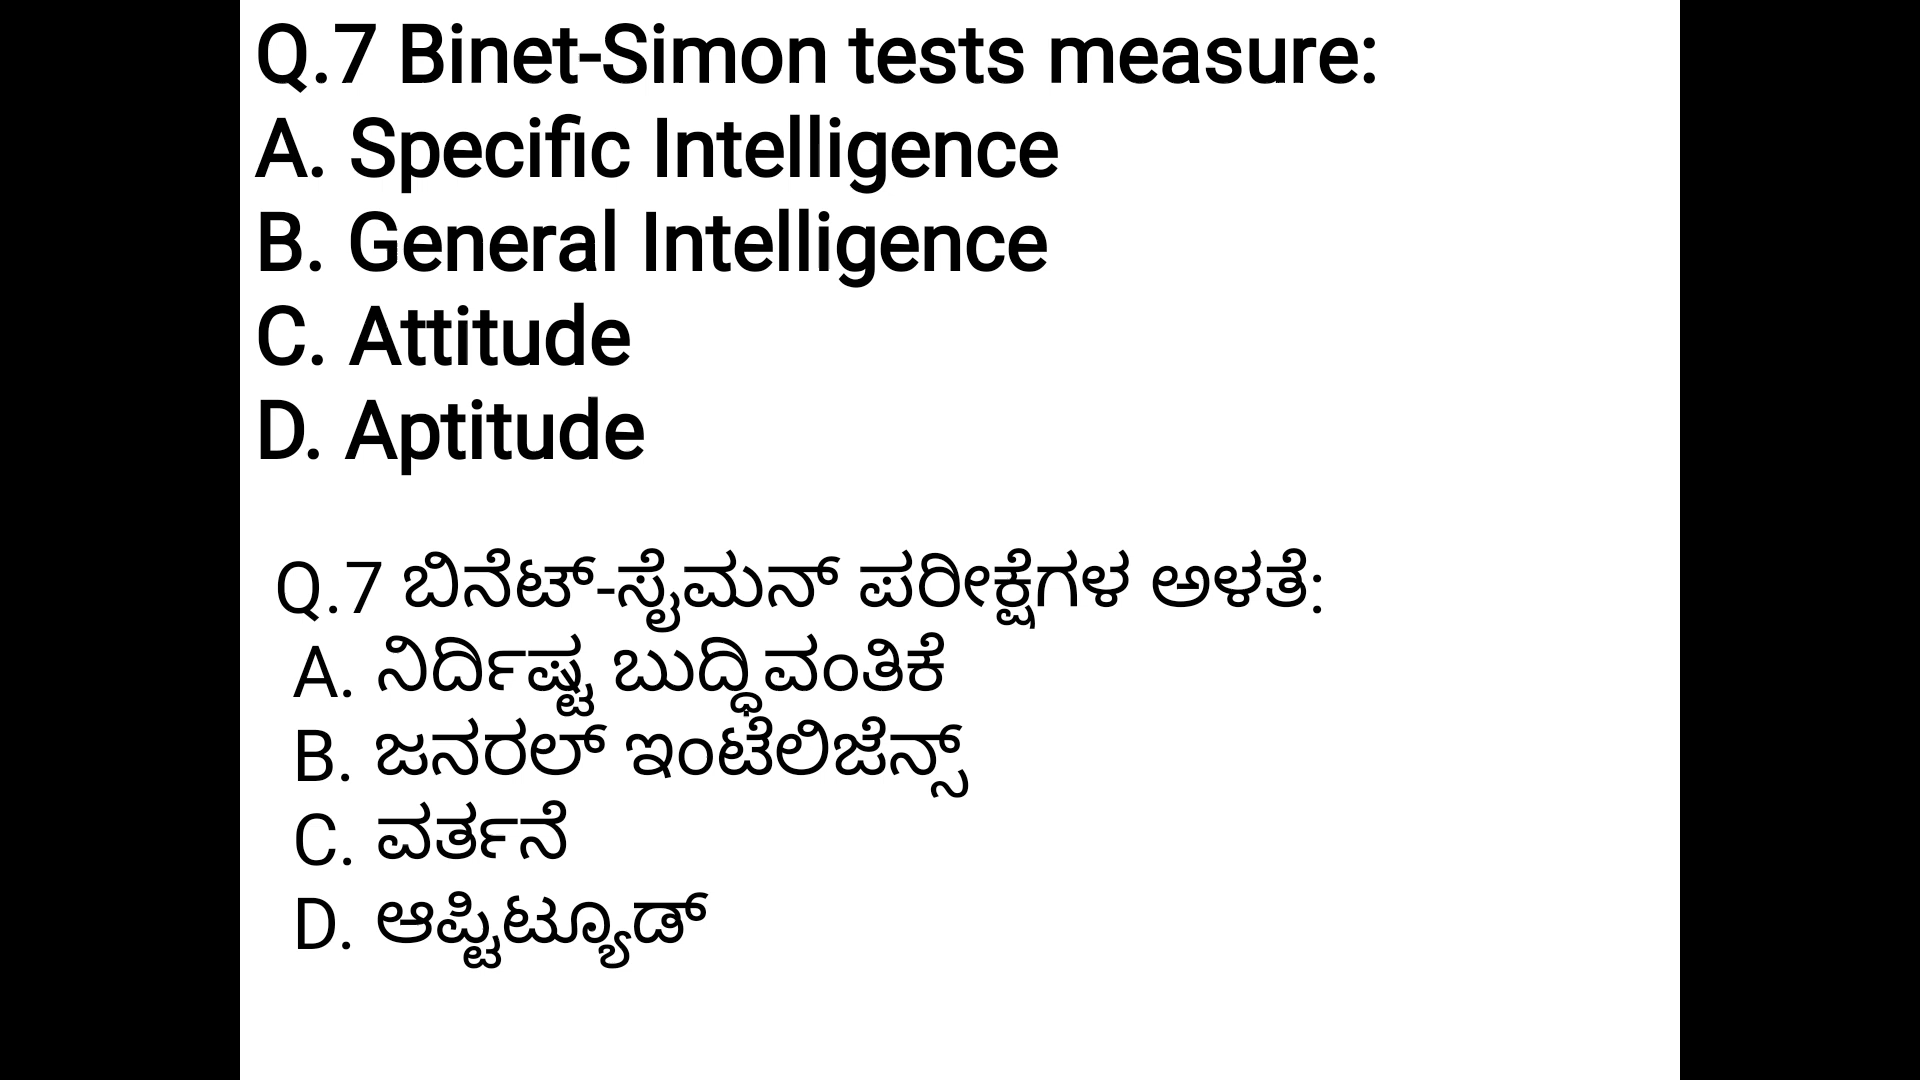 Q.7 Binet-Simon tests measure:
A. Specific Intelligence
B. General Intelligence
C. Attitude
D. Aptitude
Q.7 ಬಿನೆಟ್-ಸೈಮನ್ ಪರೀಕ್ಷೆಗಳ ಅಳತೆ:
A. ನಿರ್ದಿಷ್ಟ ಬುದ್ಧಿವಂತಿಕೆ
B. ಜನರಲ್ ಇಂಟೆಲಿಜೆನ್ಸ್
C. ವರ್ತನೆ
D. ಆಪ್ಟಿಟ್ಯೂಡ್